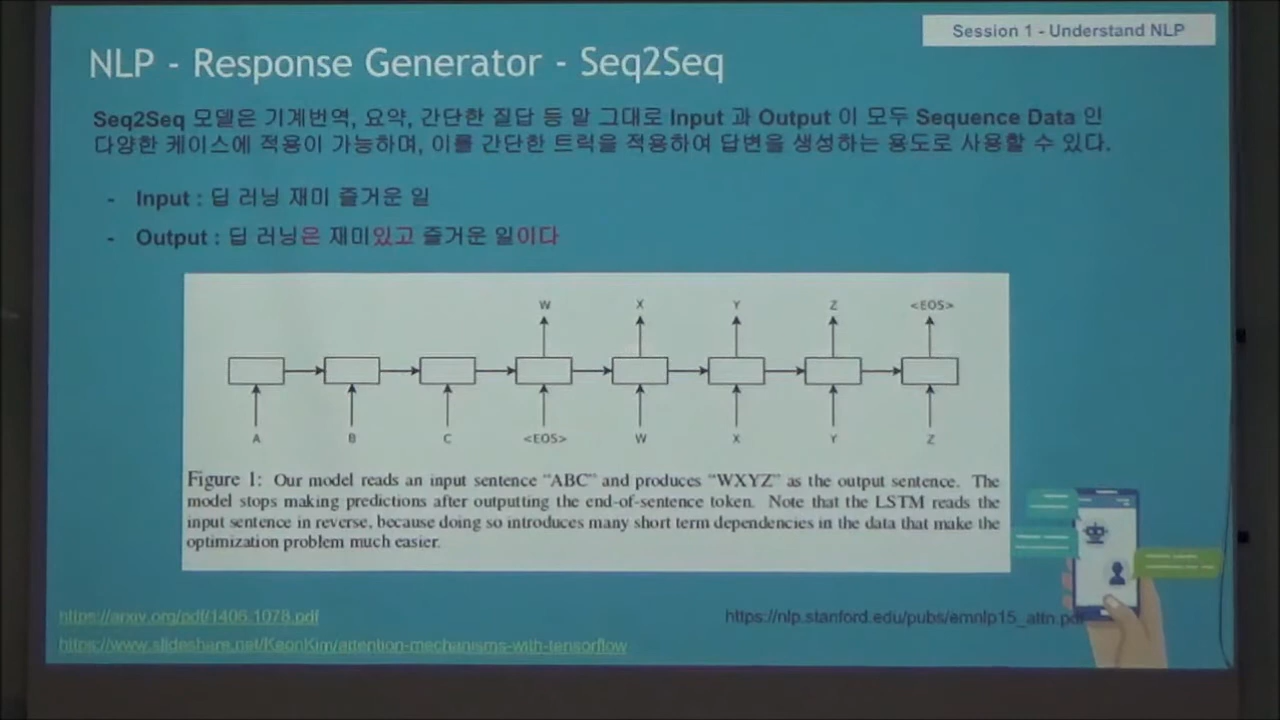 Session 1 - Understand NLP
NLP - Response Generator - Seq2Seq
Seq2Seq 모델은 기계번역, 요약, 간단한 질답 등 말 그대로 Input 과 Output 이 모두 Sequence Data 인
다양한 케이스에 적용이 가능하며, 이를 간단한 트릭을 적용하여 답변을 생성하는 용도로 사용할 수 있다.
- Input : 딥 러닝 재미 즐거운 일
- Output : 딥 러닝은 재미있고 즐거운 일이다
W X Y Z <EOS>
A B C <EOS> W X Y Z
Figure 1: Our model reads an input sentence "ABC" and produces "WXYZ" as the output sentence. The
model stops making predictions after outputting the end-of-sentence token. Note that the LSTM reads the
input sentence in reverse, because doing so introduces many short term dependencies in the data that make the
optimization problem much easier.
https://arxiv.org/pdf/1406.1078.pdf
https://nlp.stanford.edu/pubs/emnlp15_attn.pdf
https://www.slideshare.net/KeonKim/attention-mechanisms-with-tensorflow